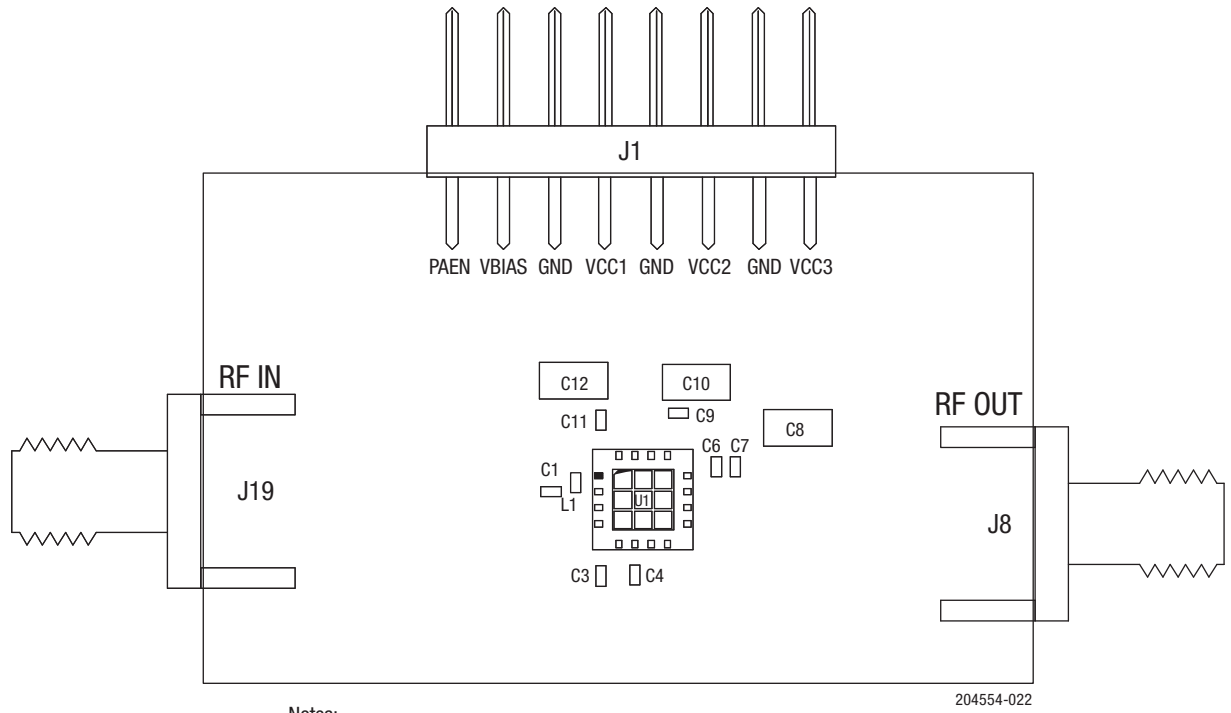 J1
PAEN VBIAS GND VCC1 GND VCC2 GND VCC3
RF IN
C12
C10
C11
C9
RF OUT
C8
C6 C7
C1
J19
L1
U1
J8
C3
C4
204554-022
Notes: